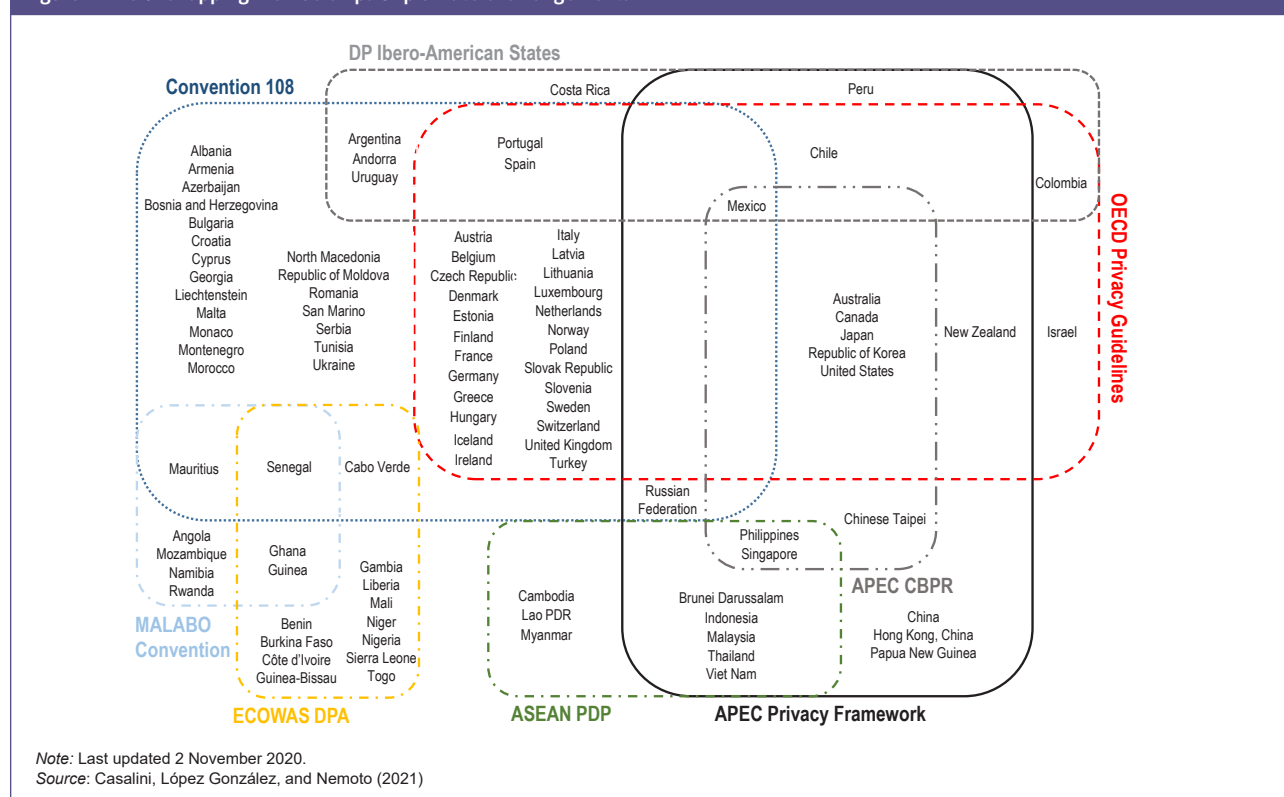 DP Ibero-American States
Convention 108
Costa Rica
Peru
Argentina
Andorra
Uruguay
Portugal
Spain
Chile
Colombia
Mexico
OECD Privacy Guidelines
Albania
Armenia
Azerbaijan
Bosnia and Herzegovina
Bulgaria
Croatia
Cyprus
Georgia
Liechtenstein
Malta
Monaco
Montenegro
Morocco
North Macedonia
Republic of Moldova
Romania
San Marino
Serbia
Tunisia
Ukraine
Austria
Belgium
Czech Republic
Denmark
Estonia
Finland
France
Germany
Greece
Hungary
Iceland
Ireland
Italy
Latvia
Lithuania
Luxembourg
Netherlands
Norway
Poland
Slovak Republic
Slovenia
Sweden
Switzerland
United Kingdom
Turkey
Australia
Canada
Japan
Republic of Korea
United States
New Zealand
Israel
Mauritius
Senegal
Cabo Verde
Russian
Federation
Chinese Taipei
Philippines
Singapore
APEC CBPR
Angola
Mozambique
Namibia
Rwanda
Ghana
Guinea
Gambia
Liberia
Mali
Niger
Nigeria
Sierra Leone
Togo
MALABO
Convention
Benin
Burkina Faso
Côte d'Ivoire
Guinea-Bissau
ECOWAS DPA
Cambodia
Lao PDR
Myanmar
Brunei Darussalam
Indonesia
Malaysia
Thailand
Viet Nam
China
Hong Kong, China
Papua New Guinea
ASEAN PDP
APEC Privacy Framework
Note: Last updated 2 November 2020.
Source: Casalini, López González, and Nemoto (2021)